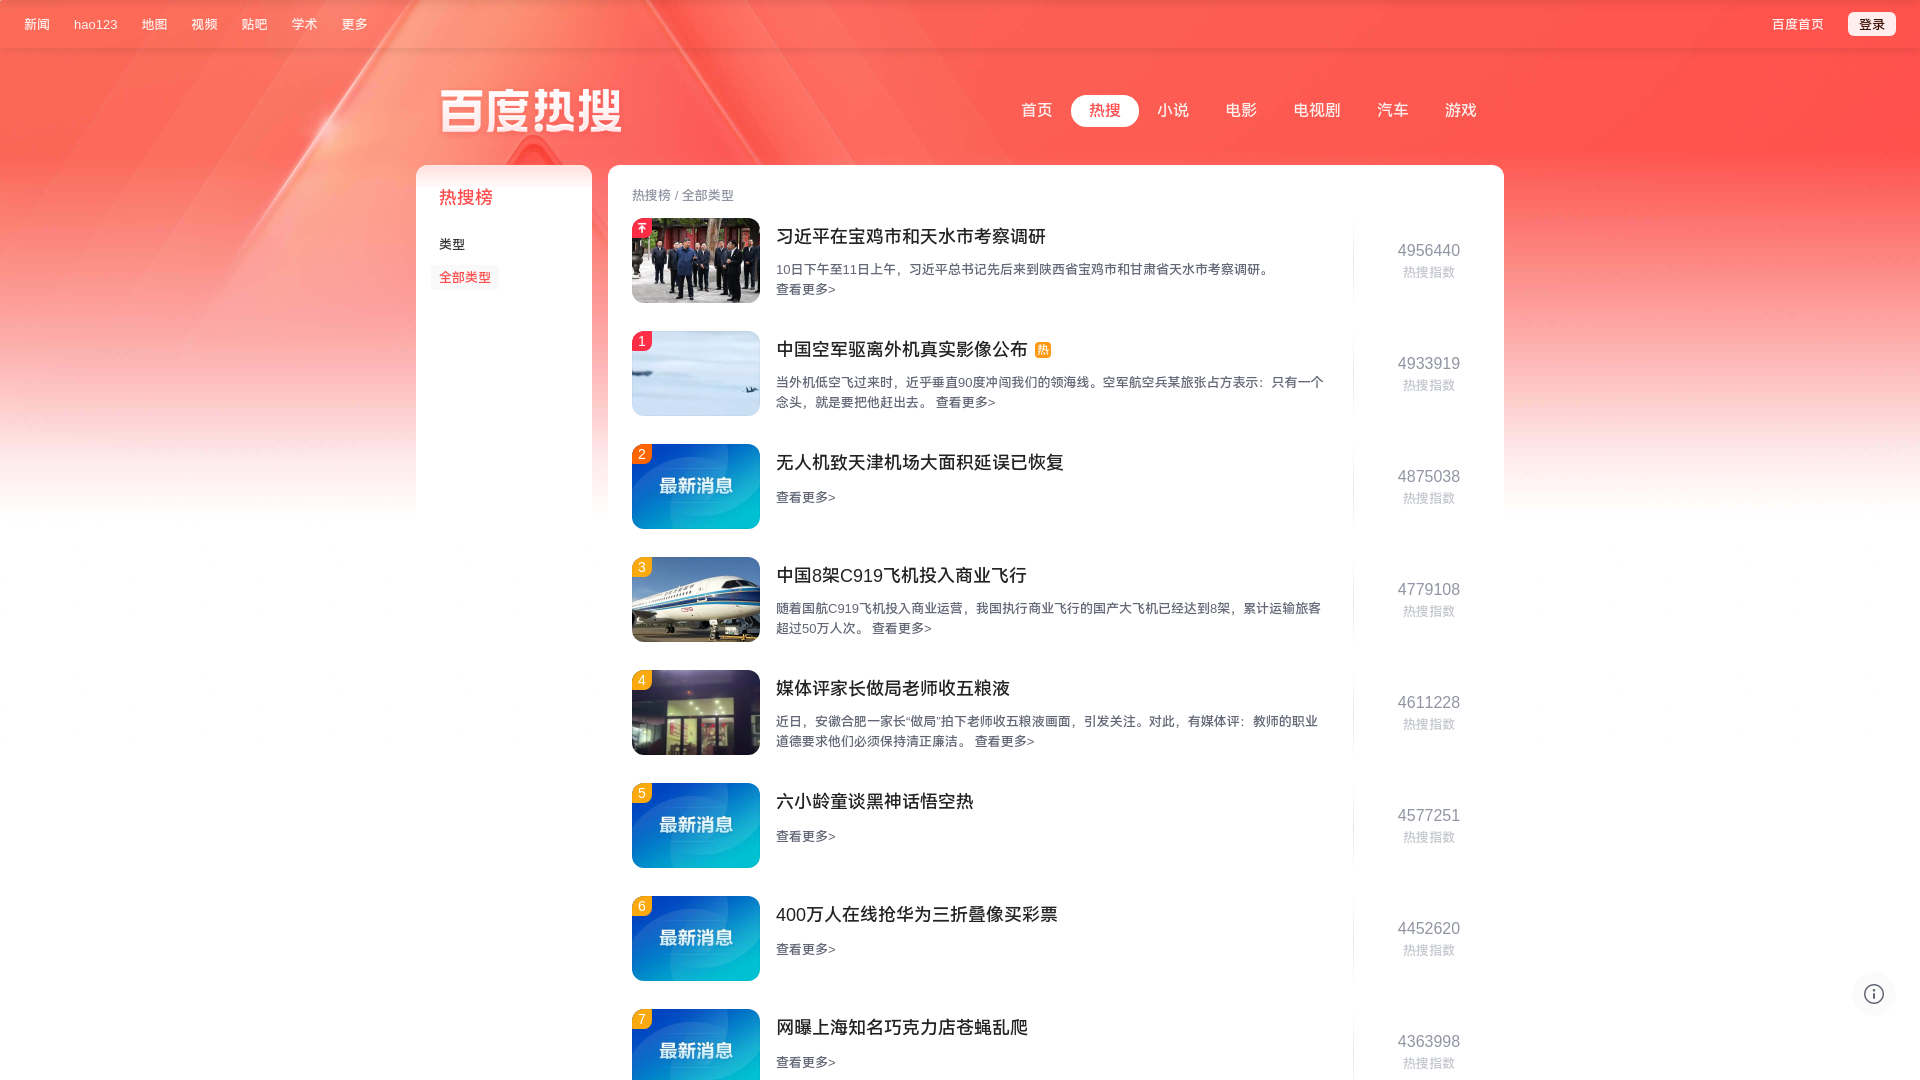 新闻 hao123 地图 视频 贴吧 学术 更多 百度首页 登录
百度热搜
首页 热搜 小说 电影 电视剧 汽车 游戏
热搜榜
类型
全部类型
热搜榜 / 全部类型
习近平在宝鸡市和天水市考察调研
10日下午至11日上午，习近平总书记先后来到陕西省宝鸡市和甘肃省天水市考察调研。
查看更多>
4956440
热搜指数
1
中国空军驱离外机真实影像公布 热
当外机低空飞过来时，近乎垂直90度冲闯我们的领海线。空军航空兵某旅张占方表示：只有一个
念头，就是要把他赶出去。 查看更多>
4933919
热搜指数
2
最新消息
无人机致天津机场大面积延误已恢复
查看更多>
4875038
热搜指数
3
中国8架C919飞机投入商业飞行
随着国航C919飞机投入商业运营，我国执行商业飞行的国产大飞机已经达到8架，累计运输旅客
超过50万人次。 查看更多>
4779108
热搜指数
4
媒体评家长做局老师收五粮液
近日，安徽合肥一家长“做局”拍下老师收五粮液画面，引发关注。对此，有媒体评：教师的职业
道德要求他们必须保持清正廉洁。 查看更多>
4611228
热搜指数
5
最新消息
六小龄童谈黑神话悟空热
查看更多>
4577251
热搜指数
6
最新消息
400万人在线抢华为三折叠像买彩票
查看更多>
4452620
热搜指数
7
最新消息
网曝上海知名巧克力店苍蝇乱爬
查看更多>
4363998
热搜指数